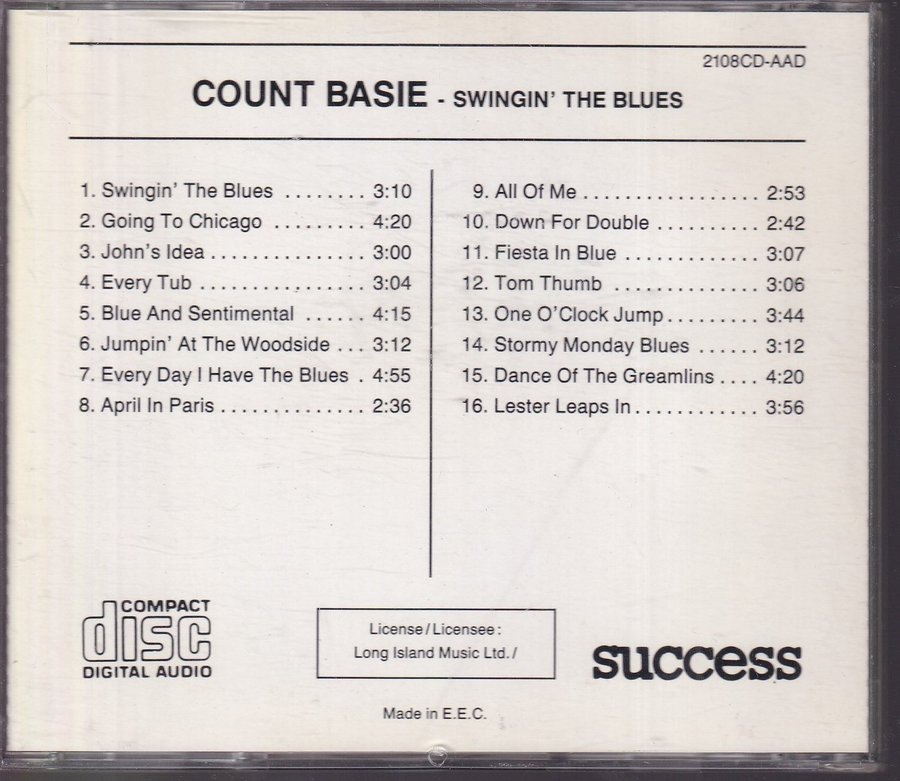 2108CD-AAD
COUNT BASIE - SWINGIN' THE BLUES
1. Swingin' The Blues ........ 3:10
2. Going To Chicago ......... 4:20
3. John's Idea ............... 3:00
4. Every Tub ................ 3:04
5. Blue And Sentimental ...... 4:15
6. Jumpin' At The Woodside ... 3:12
7. Every Day I Have The Blues . 4:55
8. April In Paris .............. 2:36
9. All Of Me ................. 2:53
10. Down For Double .......... 2:42
11. Fiesta In Blue ............. 3:07
12. Tom Thumb .............. 3:06
13. One O'Clock Jump ......... 3:44
14. Stormy Monday Blues ...... 3:12
15. Dance Of The Greamlins .... 4:20
16. Lester Leaps In ............ 3:56
COMPACT
disc
DIGITAL AUDIO
License/Licensee:
Long Island Music Ltd./
success
Made in E.E.C.